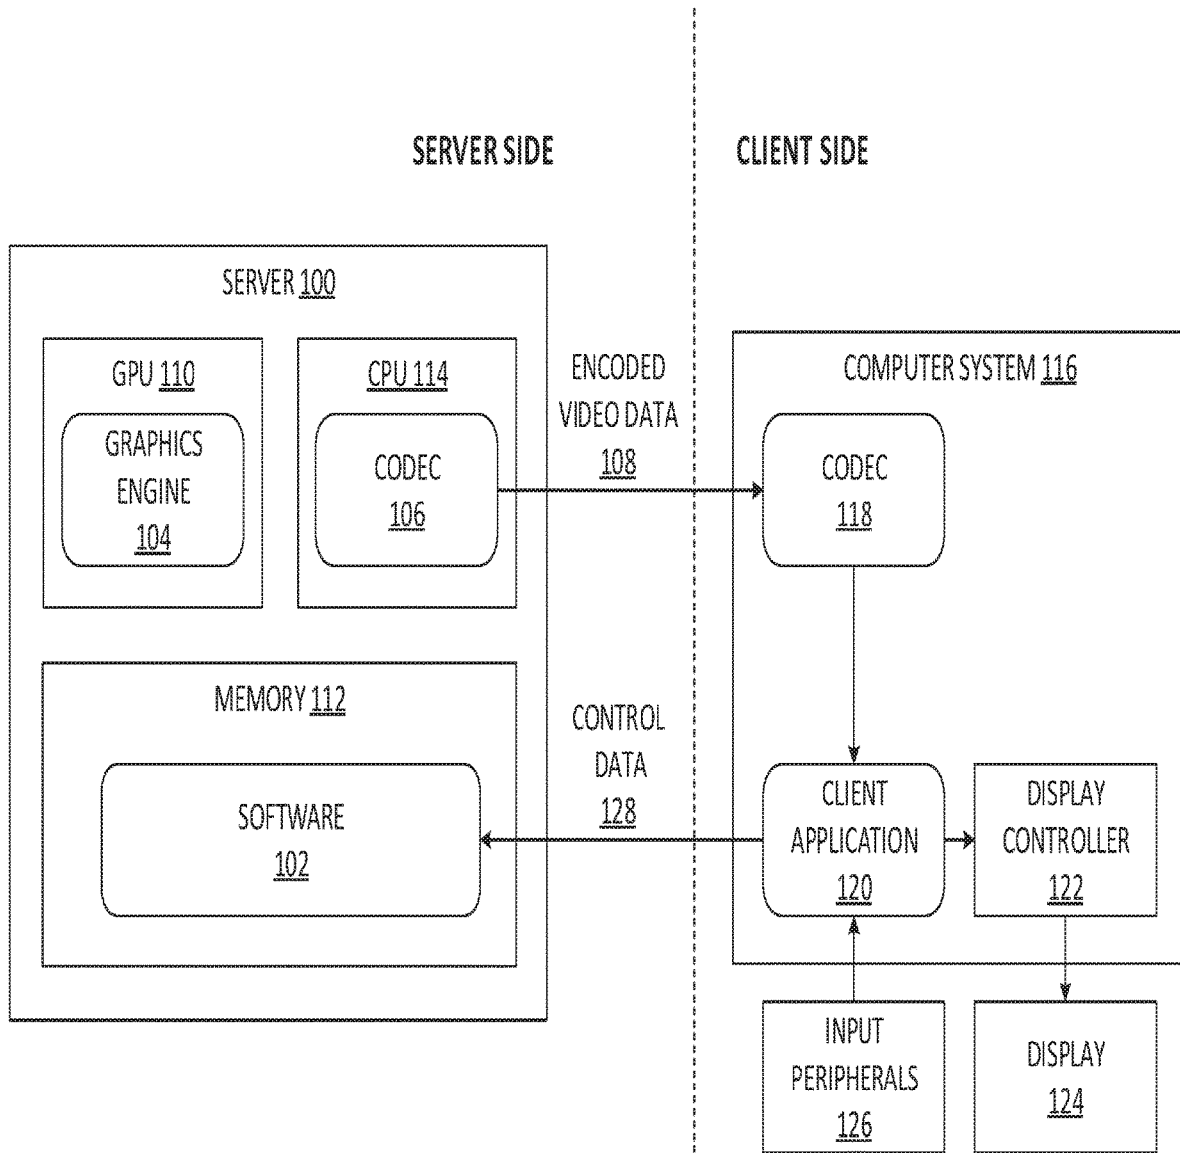 SERVER SIDE
CLIENT SIDE
SERVER 100
GPU 110
GRAPHICS
ENGINE
104
CPU 114
CODEC
106
ENCODED
VIDEO DATA
108
COMPUTER SYSTEM 116
CODEC
118
MEMORY 112
SOFTWARE
102
CONTROL
DATA
128
CLIENT
APPLICATION
120
DISPLAY
CONTROLLER
122
INPUT
PERIPHERALS
126
DISPLAY
124